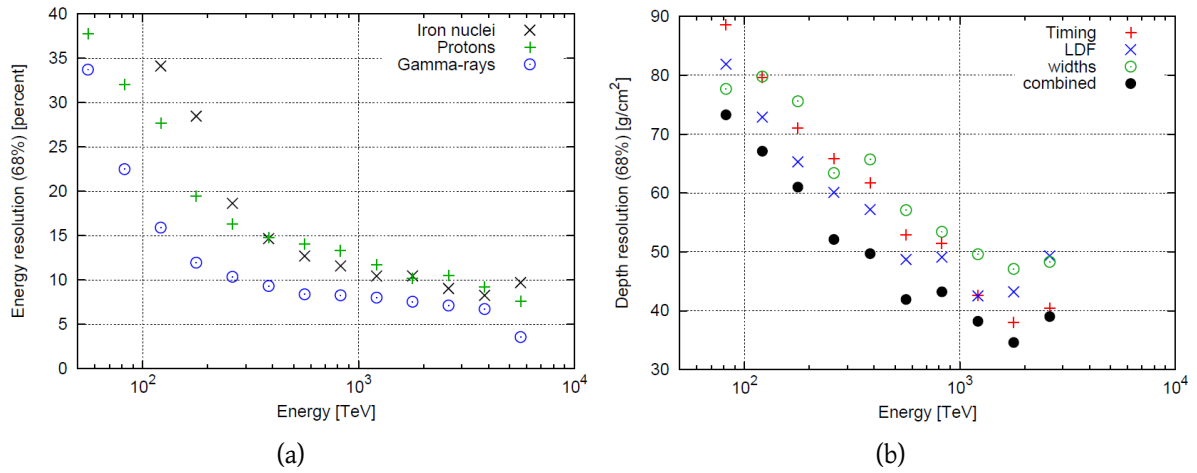 40
35
30
25
20
15
10
5
0
Energy resolution (68%) [percent]
Iron nuclei
Protons
Gamma-rays
10²
10³
10⁴
Energy [TeV]
(a)
90
80
70
60
50
40
30
Depth resolution (68%) [g/cm²]
Timing
LDF
widths
combined
10²
10³
10⁴
Energy [TeV]
(b)